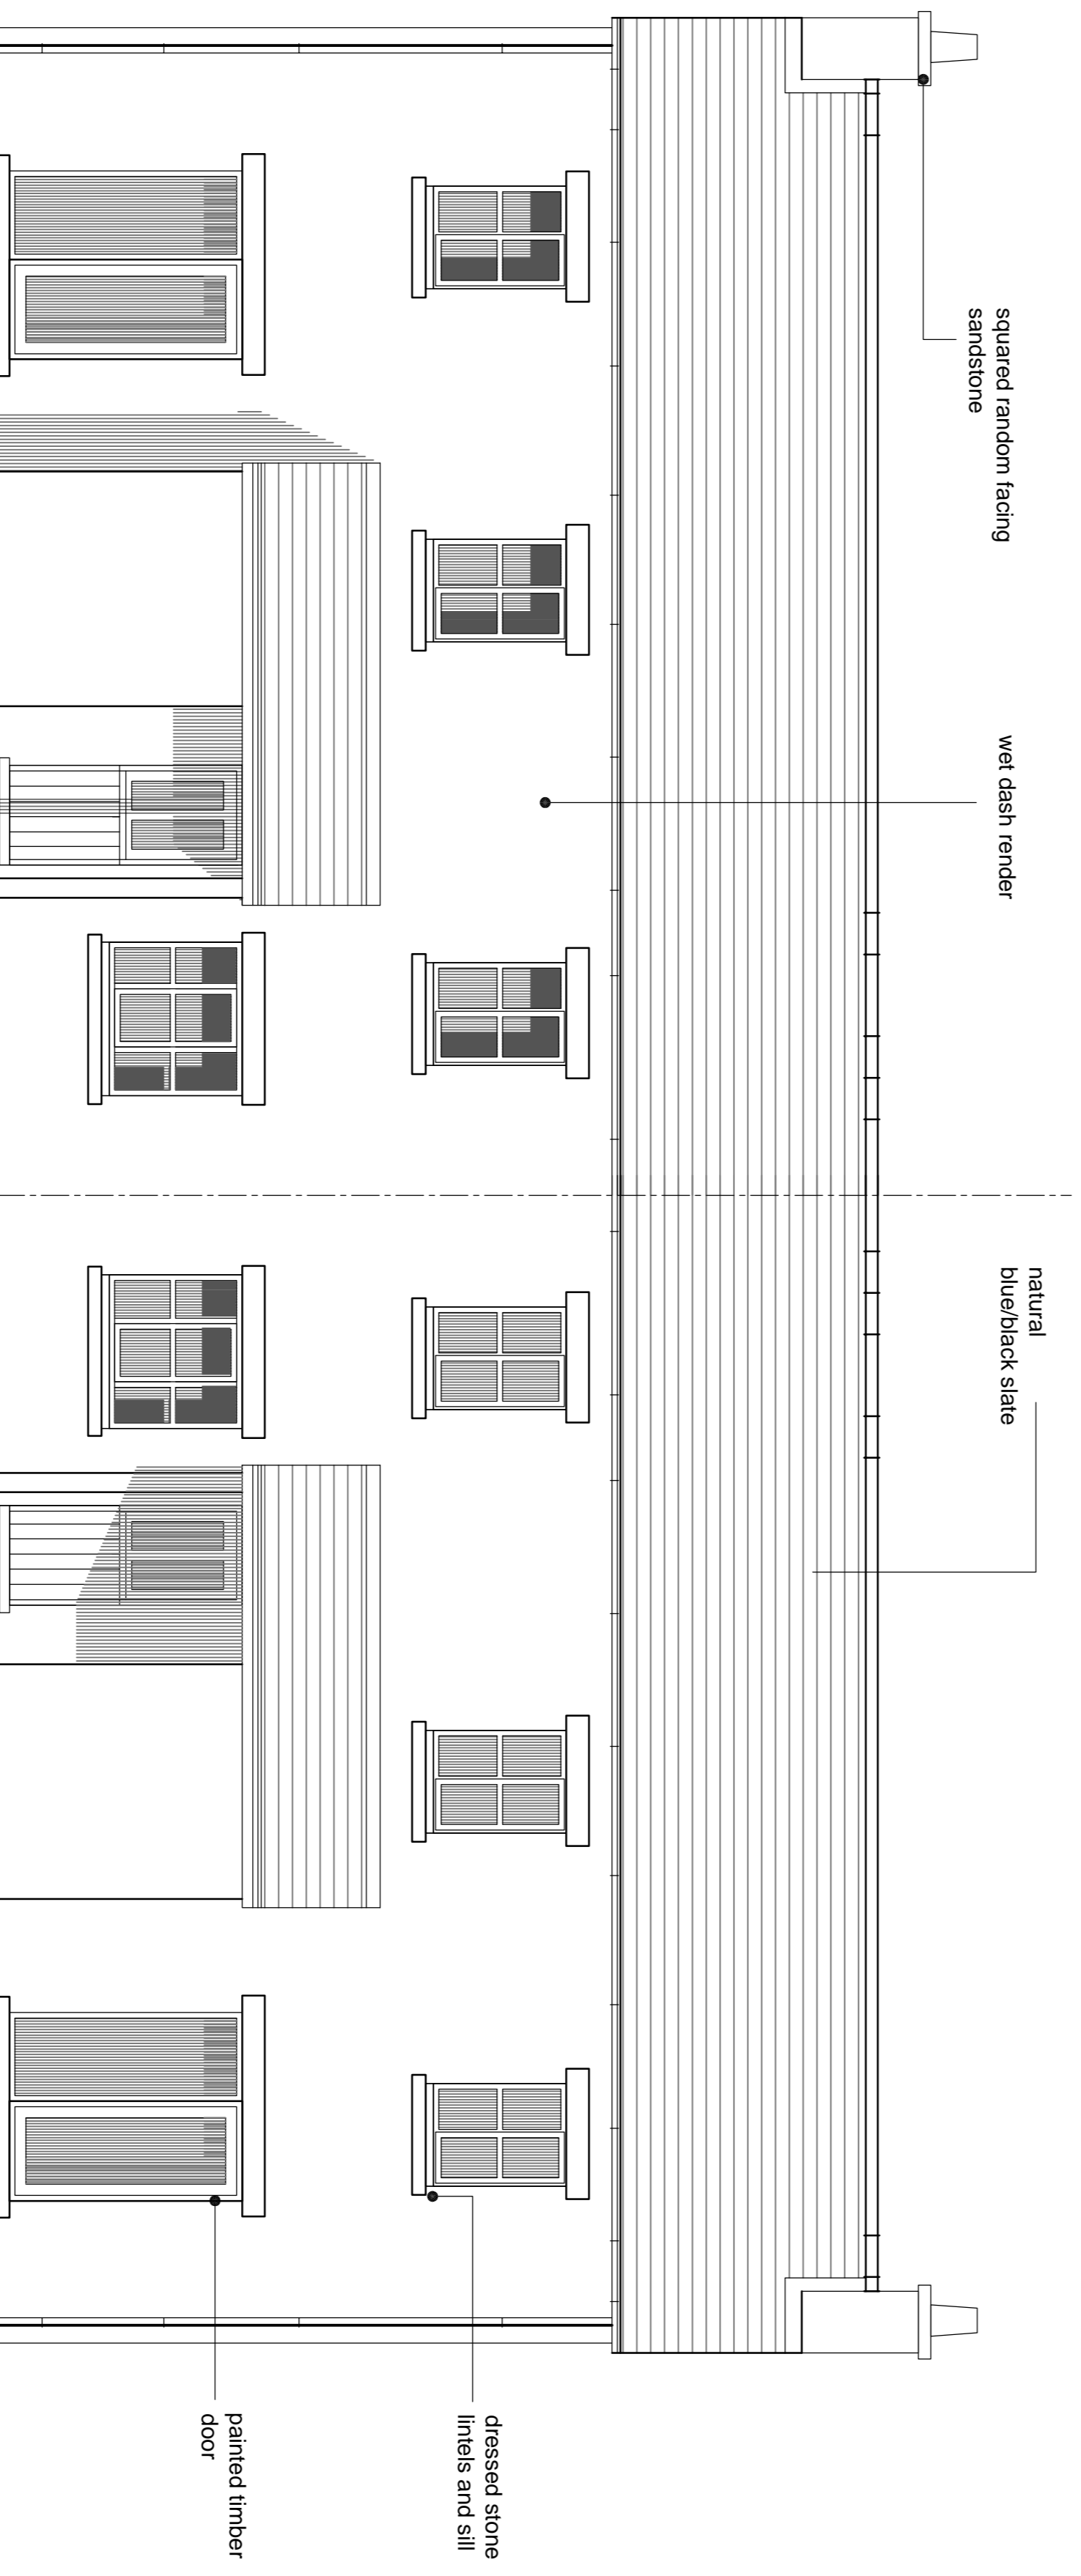 squared random facing
sandstone
wet dash render
natural
blue/black slate
dressed stone
lintels and sill
painted timber
door